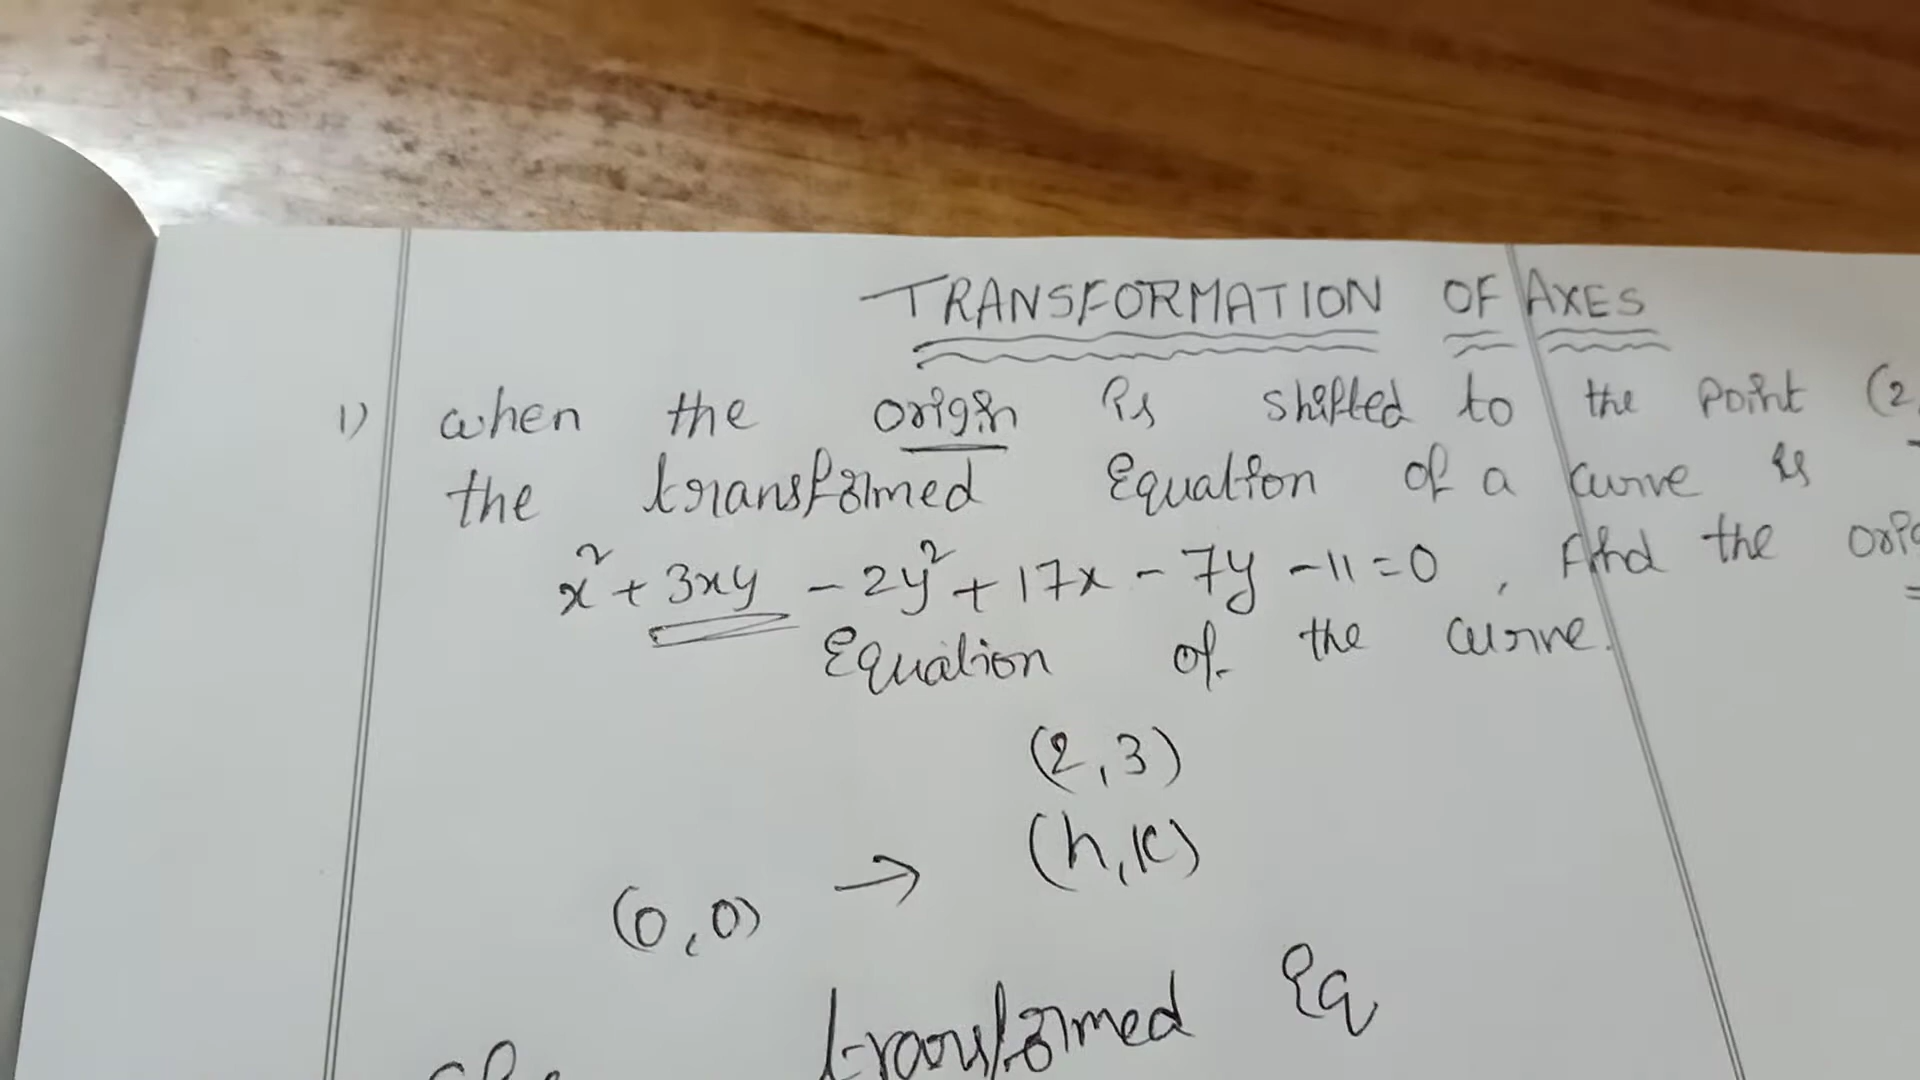 TRANSFORMATION OF AXES
1) when the origin is shifted to the point (2,
the transformed Equation of a curve is
x² + 3xy - 2y² + 17x - 7y - 11 = 0, find the
Equation of the curve.
(2,3)
(0,0) → (h,k)
transformed Eq